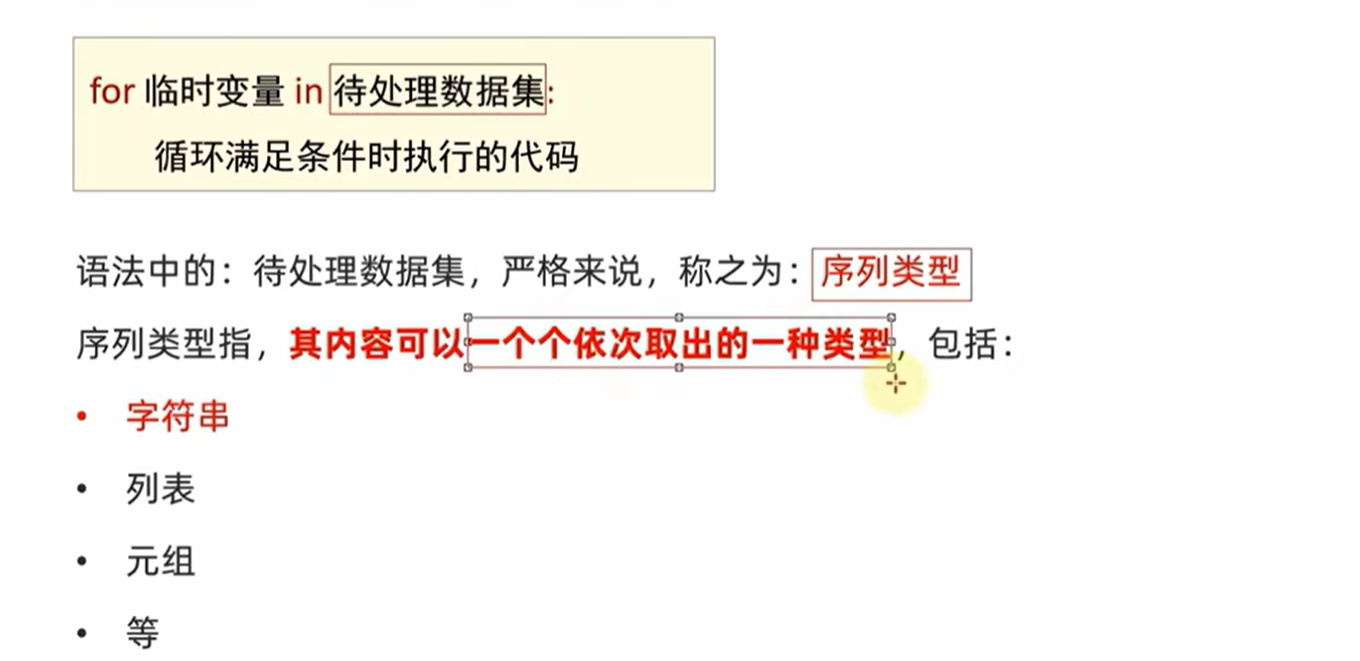 for 临时变量 in 待处理数据集:
循环满足条件时执行的代码
语法中的：待处理数据集，严格来说，称之为：序列类型
序列类型指，其内容可以一个个依次取出的一种类型，包括：
• 字符串
• 列表
• 元组
• 等